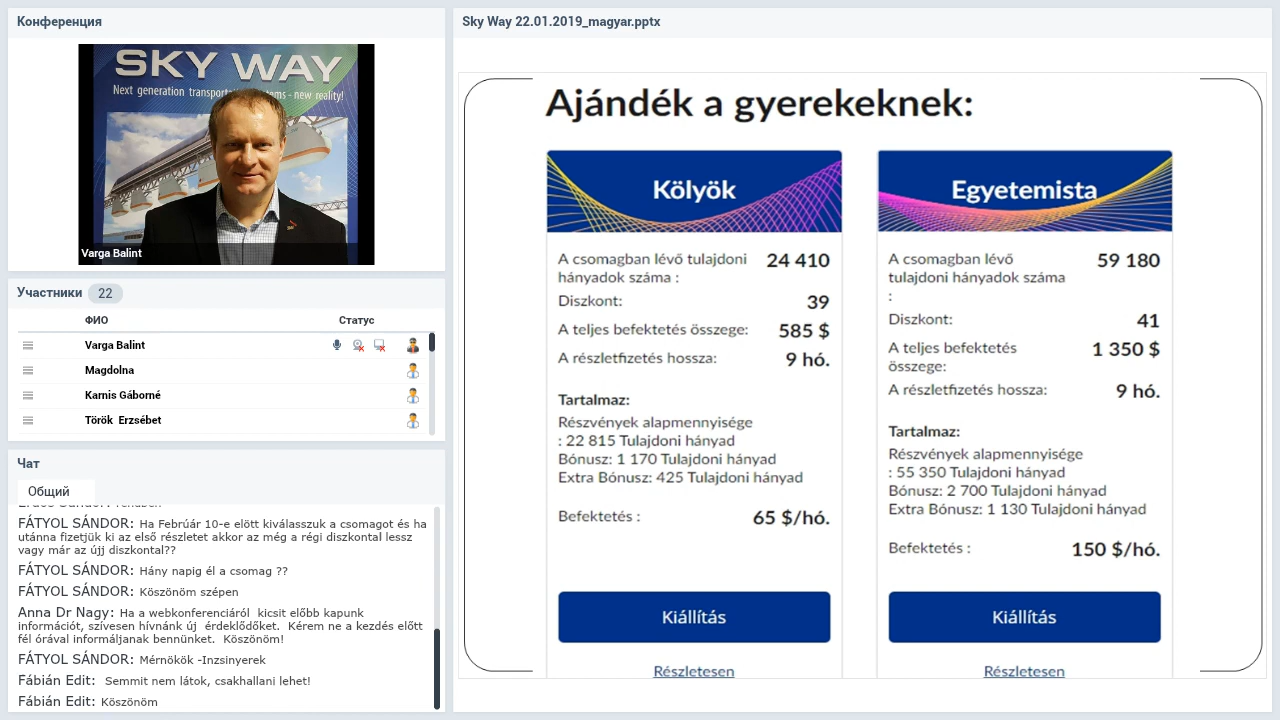 Конференция
SKY WAY
Next generation transportation systems - new reality!
Varga Balint
Участники 22
ФИО Статус
Varga Balint
Magdolna
Karnis Gáborné
Török Erzsébet
Чат
Общий
FÁTYOL SÁNDOR: Ha Február 10-e elött kiválasszuk a csomagot és ha
utánna fizetjük ki az első részletet akkor az még a régi diszkontal lessz
vagy már az újj diszkontal??
FÁTYOL SÁNDOR: Hány napig él a csomag ??
FÁTYOL SÁNDOR: Köszönöm szépen
Anna Dr Nagy: Ha a webkonferenciáról kicsit előbb kapunk
információt, szívesen hívnánk új érdeklődőket. Kérem ne a kezdés előtt
fél órával informáljanak bennünket. Köszönöm!
FÁTYOL SÁNDOR: Mérnökök -Inzsinyerek
Fábián Edit: Semmit nem látok, csakhallani lehet!
Fábián Edit: Köszönöm
Sky Way 22.01.2019_magyar.pptx
Ajándék a gyerekeknek:
Kölyök
A csomagban lévő tulajdoni 24 410
hányadok száma :
Diszkont: 39
A teljes befektetés összege: 585 $
A részletfizetés hossza: 9 hó.
Tartalmaz:
Részvények alapmennyisége
: 22 815 Tulajdoni hányad
Bónusz: 1 170 Tulajdoni hányad
Extra Bónusz: 425 Tulajdoni hányad
Befektetés : 65 $/hó.
Kiállítás
Részletesen
Egyetemista
A csomagban lévő 59 180
tulajdoni hányadok száma
:
Diszkont: 41
A teljes befektetés 1 350 $
összege:
A részletfizetés hossza: 9 hó.
Tartalmaz:
Részvények alapmennyisége
: 55 350 Tulajdoni hányad
Bónusz: 2 700 Tulajdoni hányad
Extra Bónusz: 1 130 Tulajdoni hányad
Befektetés : 150 $/hó.
Kiállítás
Részletesen